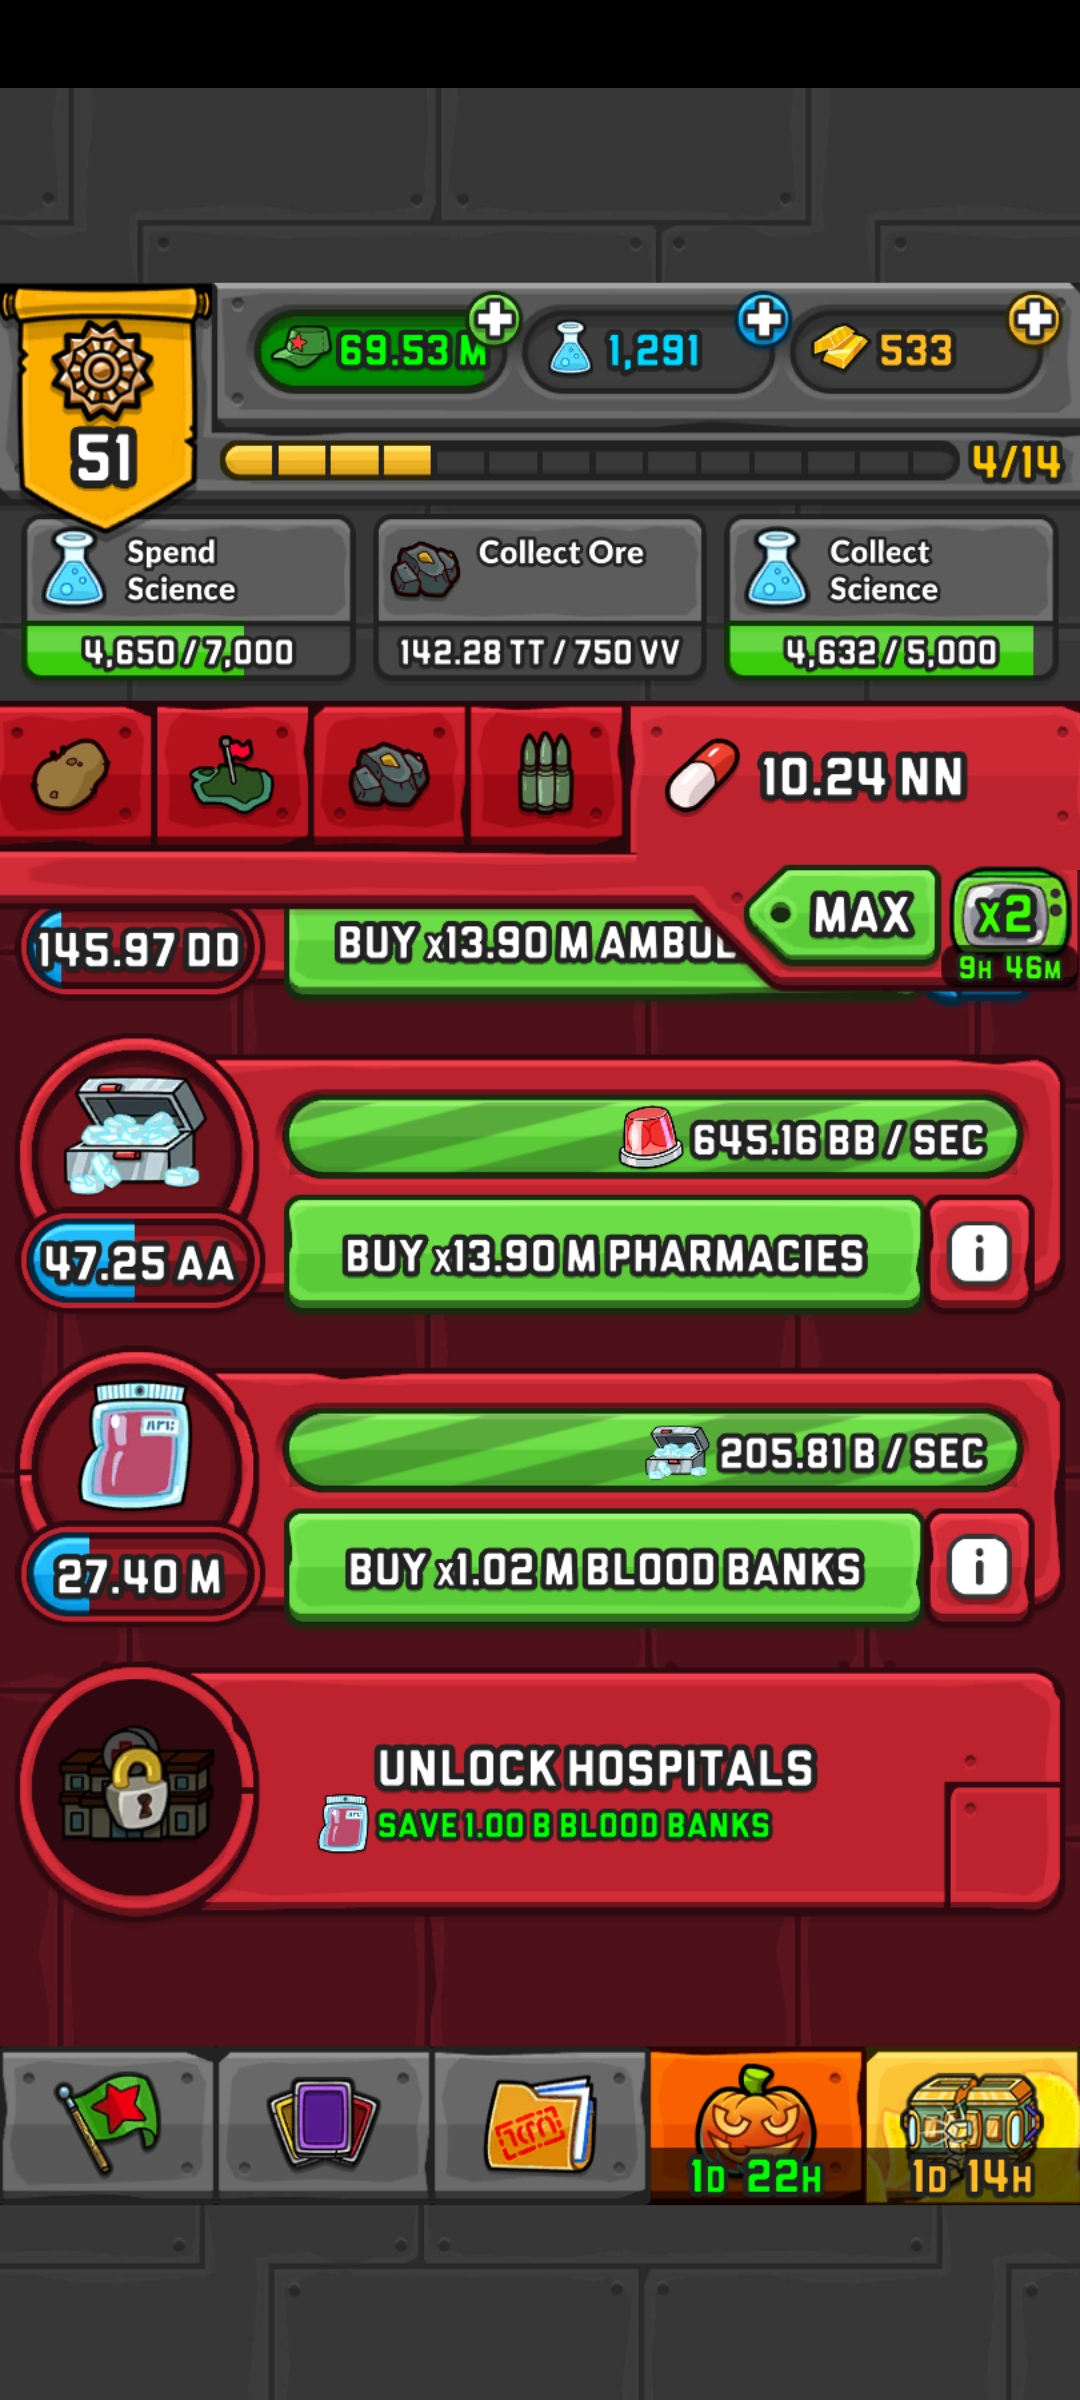 69.53 M
1,291
533
51
4/14
Spend
Science
Collect Ore
Collect
Science
4,650 / 7,000
142.28 TT / 750 VV
4,632 / 5,000
10.24 NN
MAX
x2
9H 46M
145.97 DD
BUY x13.90 M AMBUL
645.16 BB / SEC
47.25 AA
BUY x13.90 M PHARMACIES
i
205.81 B / SEC
27.40 M
BUY x1.02 M BLOOD BANKS
i
UNLOCK HOSPITALS
SAVE 1.00 B BLOOD BANKS
1D 22H
1D 14H